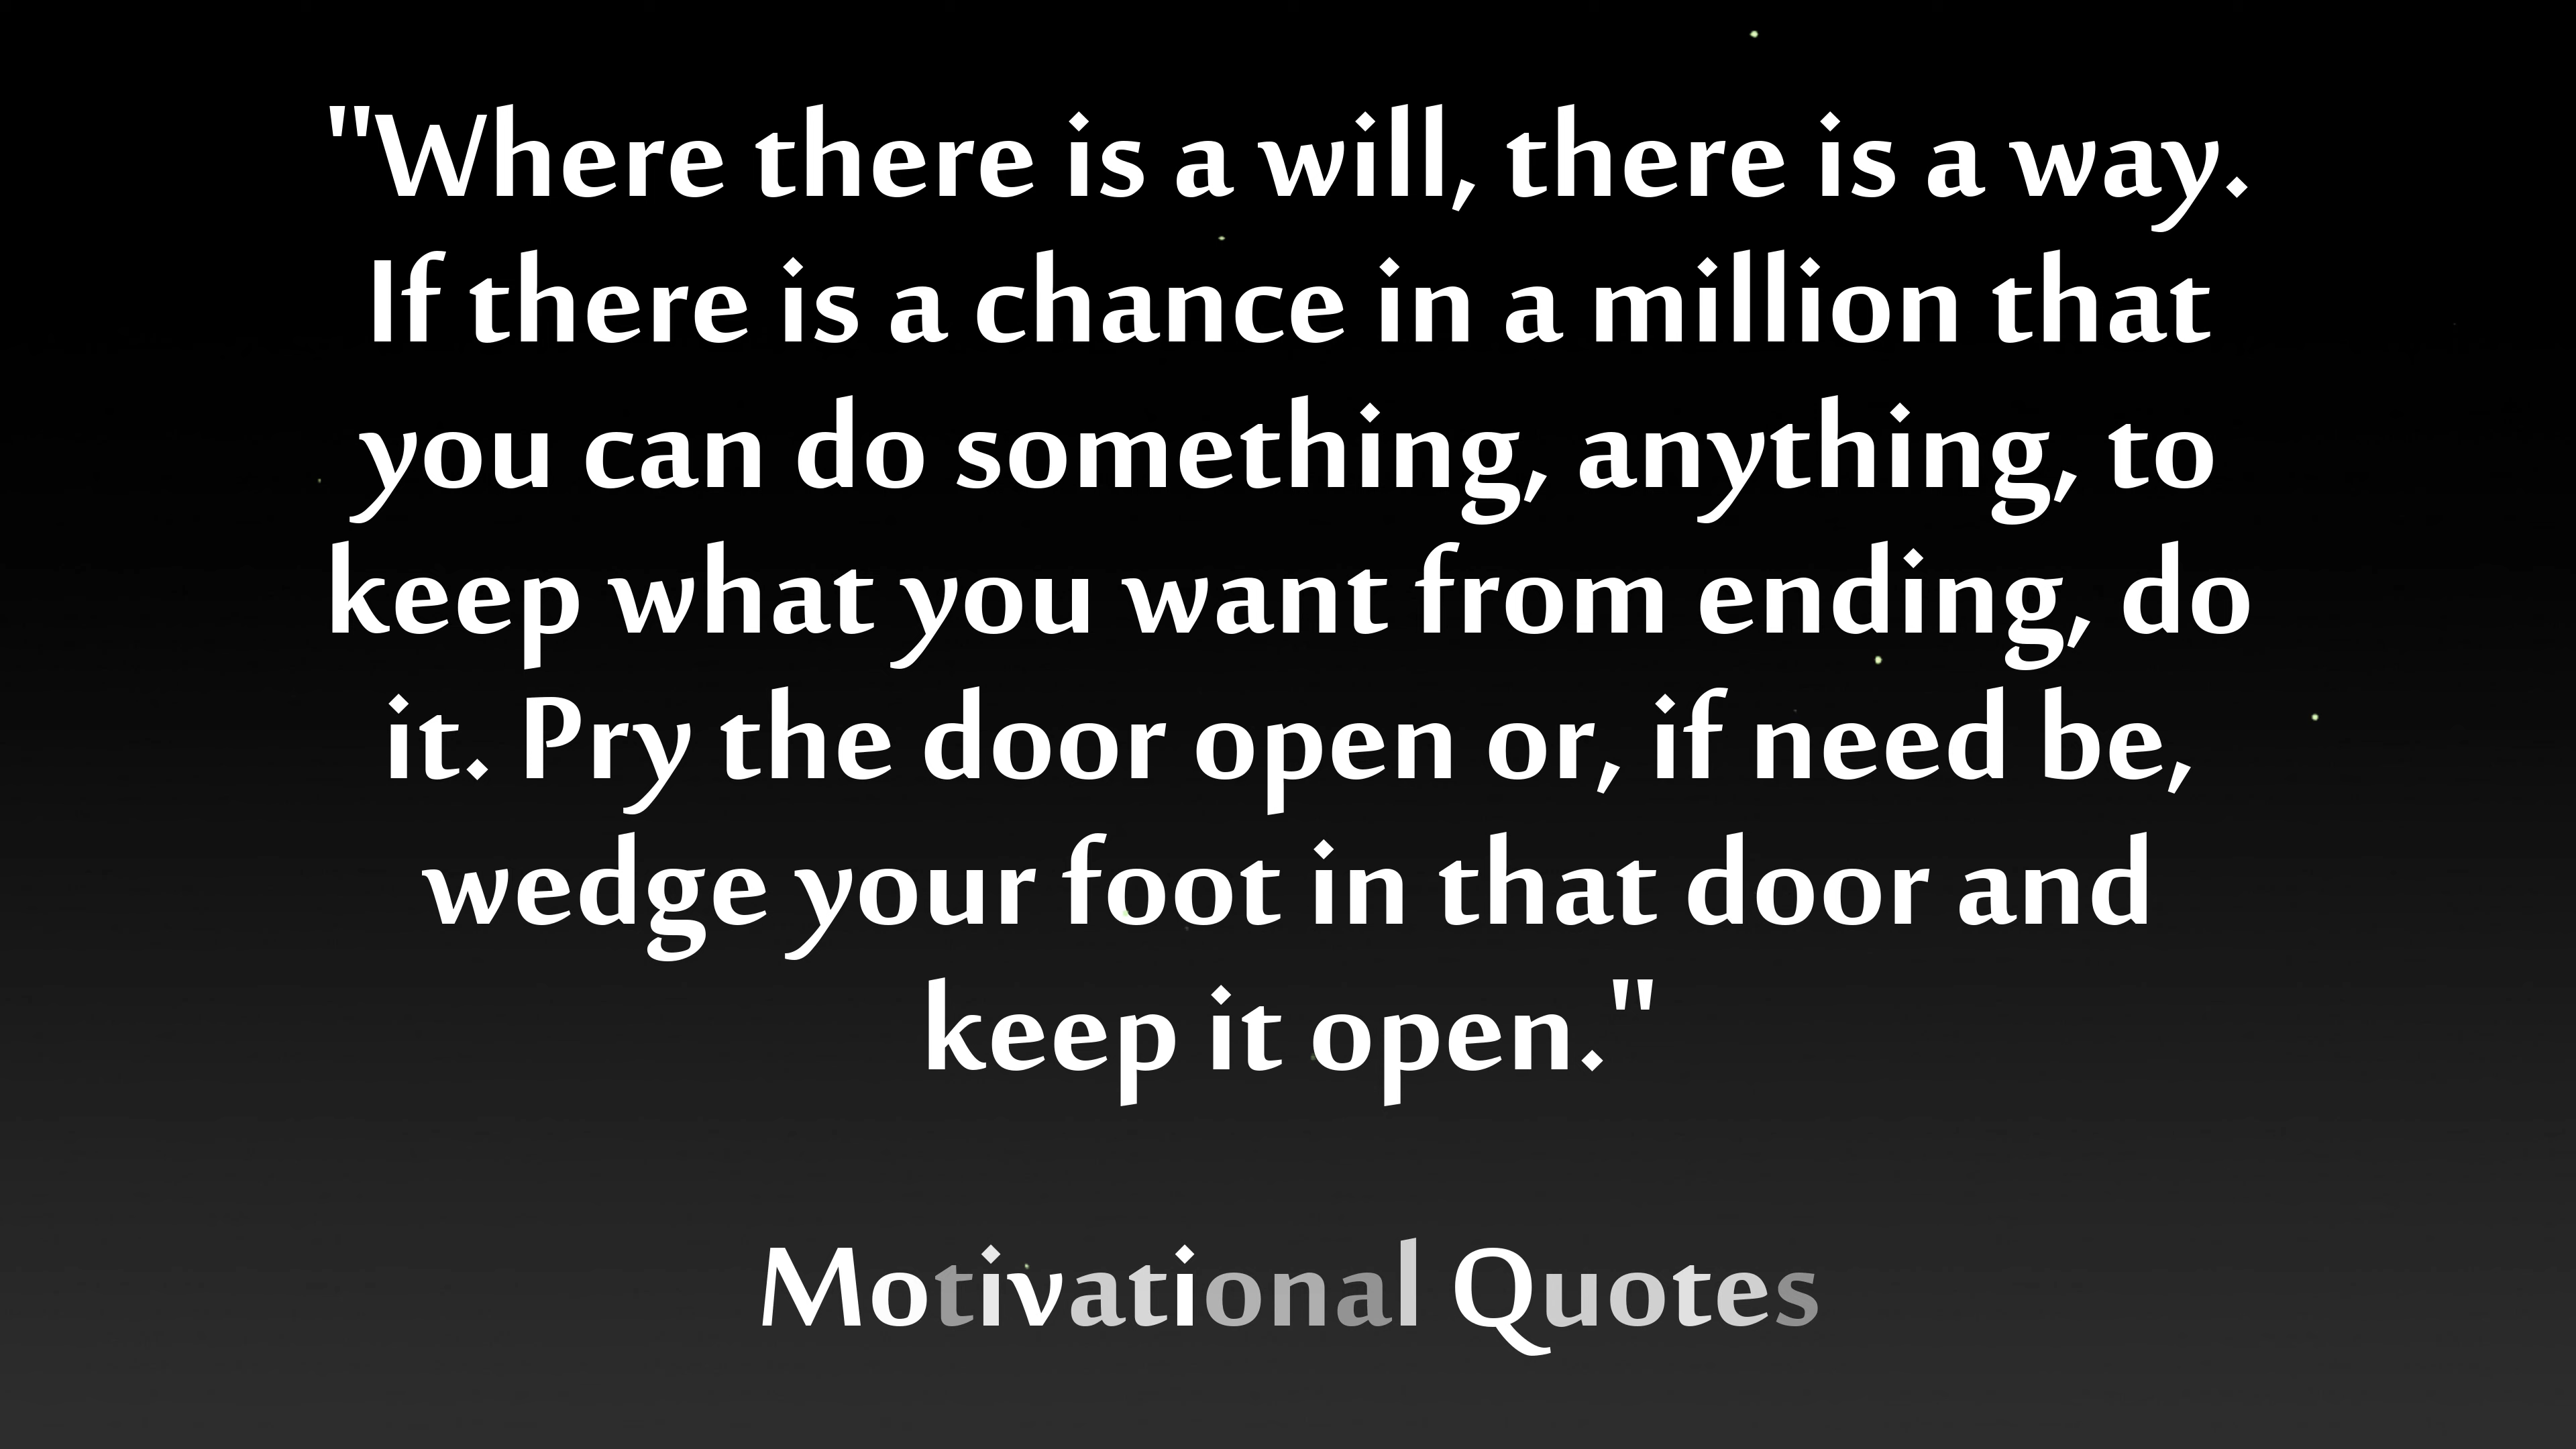 "Where there is a will, there is a way.
If there is a chance in a million that
you can do something, anything, to
keep what you want from ending, do
it. Pry the door open or, if need be,
wedge your foot in that door and
keep it open."
Motivational Quotes